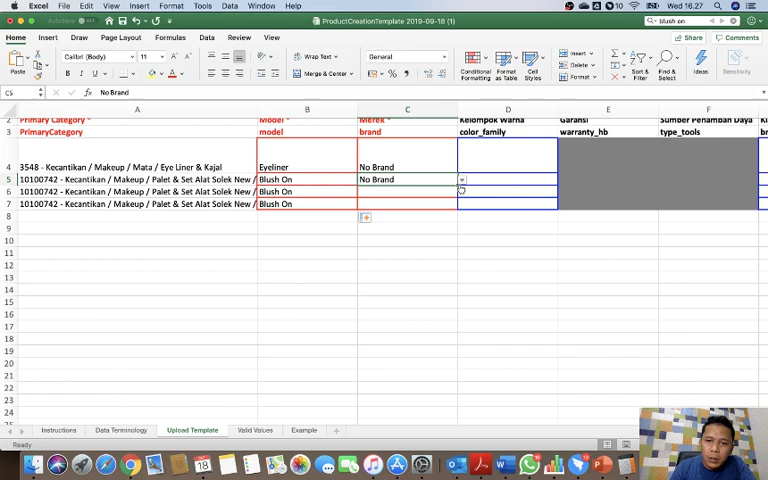 Excel File Edit View Insert Format Tools Data Window Help
10
Wed 16.27
AutoSave OFF
ProductCreationTemplate 2019-09-18 (1)
blush on
Home Insert Draw Page Layout Formulas Data Review View
Share Comments
Paste
Calibri (Body) 11
B I U
Wrap Text
Merge & Center
General
Conditional Formatting
Format as Table
Cell Styles
Insert
Delete
Format
Sort & Filter
Find & Select
Ideas
Sensitivity
C5 fx No Brand
A B C D E F
2 Primary Category * Model * Merek * Kelompok Warna Garansi Sumber Penambah Daya
3 PrimaryCategory model brand color_family warranty_hb type_tools
4 3548 - Kecantikan / Makeup / Mata / Eye Liner & Kajal Eyeliner No Brand
5 10100742 - Kecantikan / Makeup / Palet & Set Alat Solek New / Blush On No Brand
6 10100742 - Kecantikan / Makeup / Palet & Set Alat Solek New / Blush On
7 10100742 - Kecantikan / Makeup / Palet & Set Alat Solek New / Blush On
8
9
10
11
12
13
14
15
16
17
18
19
20
21
22
23
24
25
Instructions Data Terminology Upload Template Valid Values Example
Ready
18